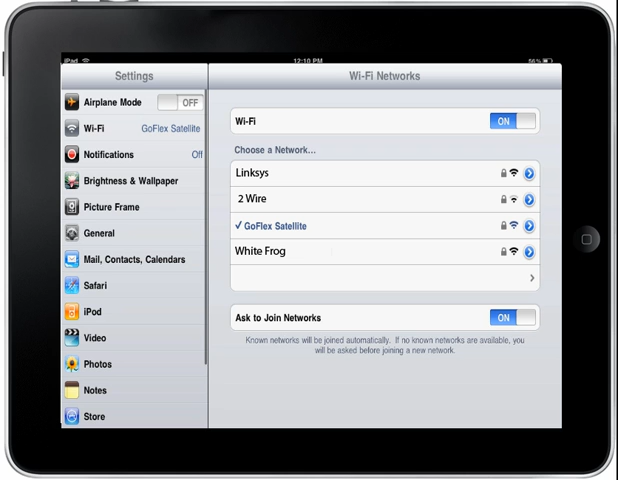 iPad 12:10 PM 56%
Settings Wi-Fi Networks
Airplane Mode OFF
Wi-Fi GoFlex Satellite
Notifications Off
Brightness & Wallpaper
Picture Frame
General
Mail, Contacts, Calendars
Safari
iPod
Video
Photos
Notes
Store
Wi-Fi ON
Choose a Network...
Linksys
2 Wire
✓ GoFlex Satellite
White Frog
Ask to Join Networks ON
Known networks will be joined automatically. If no known networks are available, you
will be asked before joining a new network.